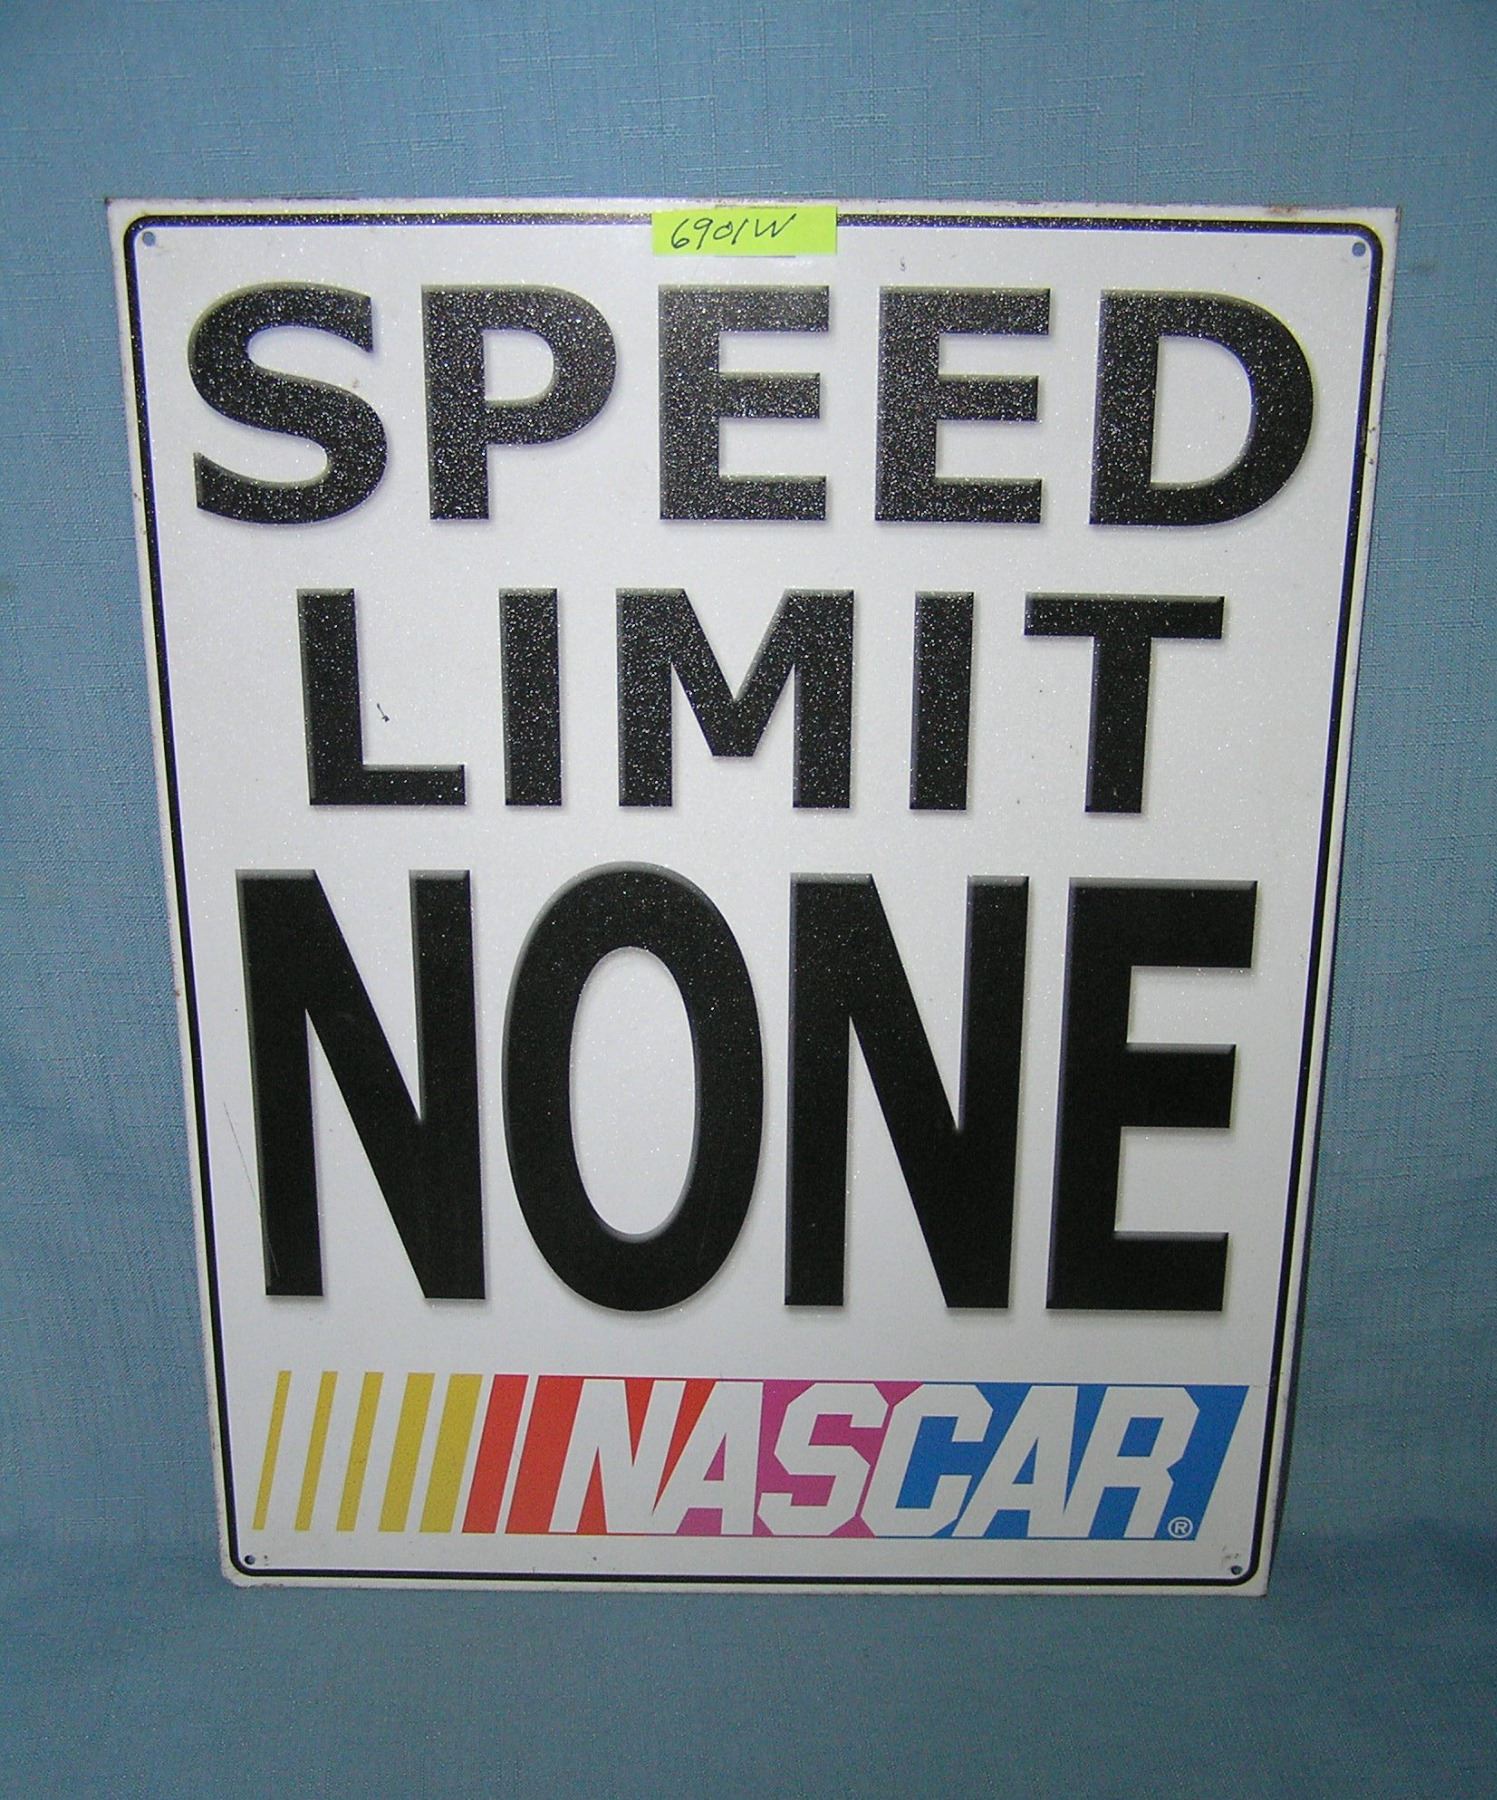 6901W
SPEED
LIMIT
NONE
NASCAR®